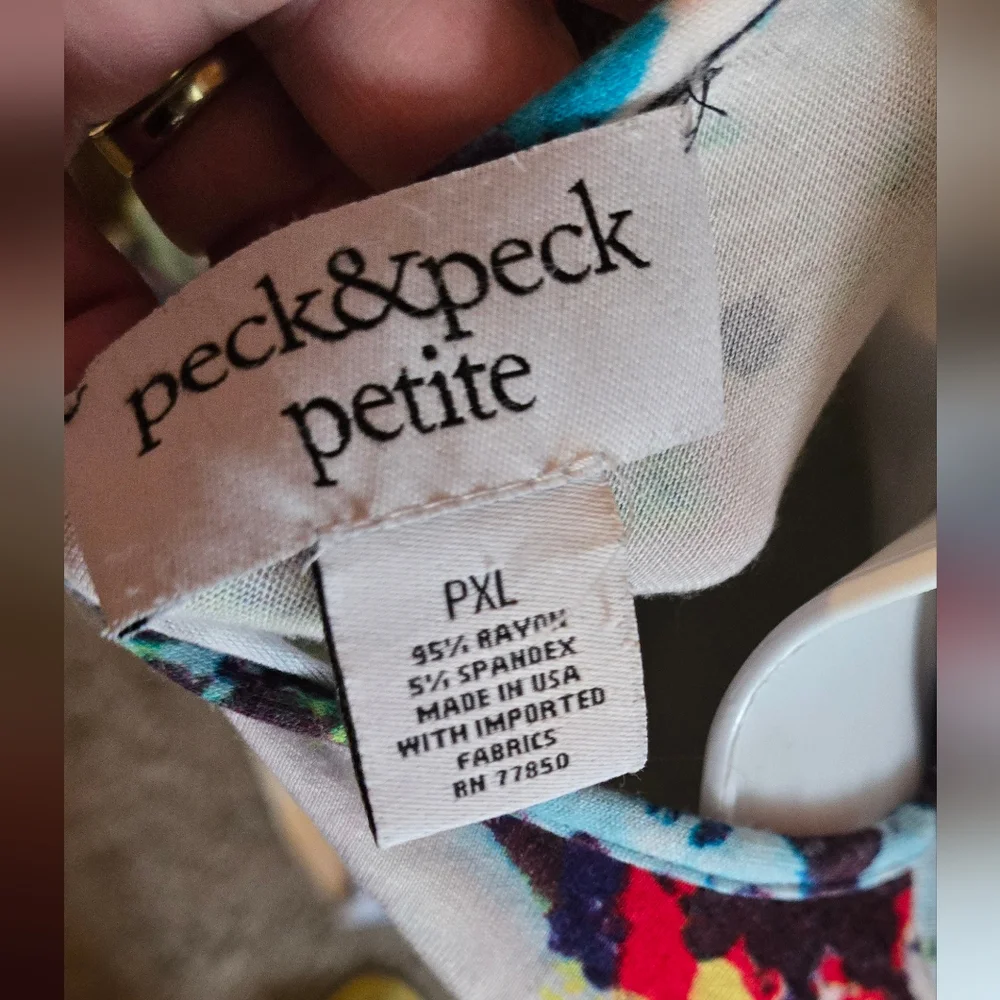 peck&peck
petite
PXL
95% RAYON
5% SPANDEX
MADE IN USA
WITH IMPORTED
FABRICS
RN 77850